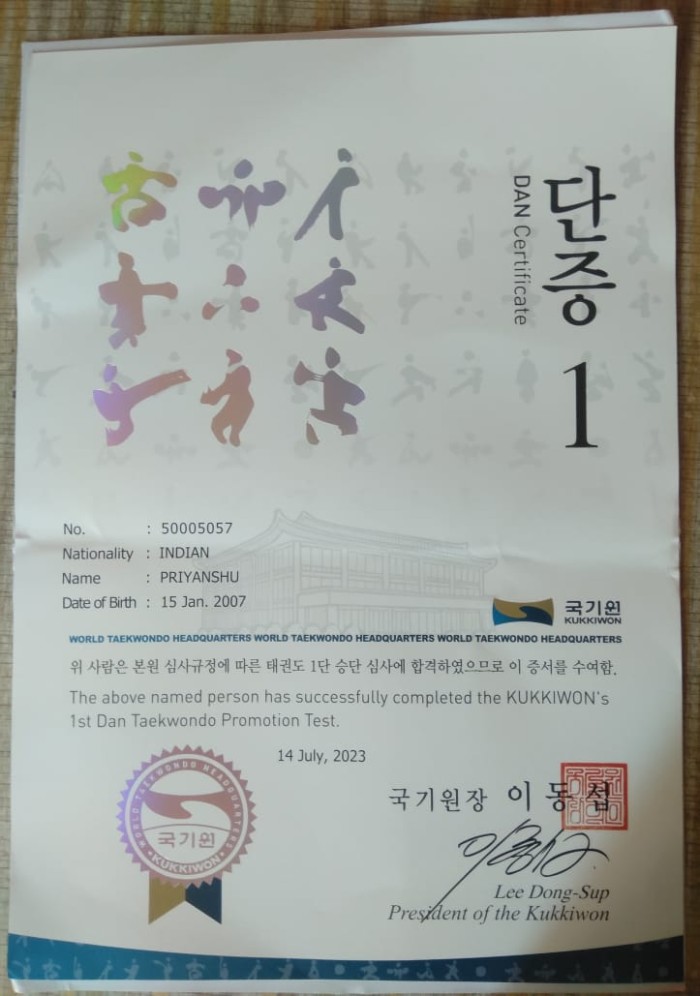 단증
DAN Certificate
1
No. : 50005057
Nationality : INDIAN
Name : PRIYANSHU
Date of Birth : 15 Jan. 2007
국기원
KUKKIWON
WORLD TAEKWONDO HEADQUARTERS WORLD TAEKWONDO HEADQUARTERS WORLD TAEKWONDO HEADQUARTERS
위 사람은 본원 심사규정에 따른 태권도 1단 승단 심사에 합격하였으므로 이 증서를 수여함.
The above named person has successfully completed the KUKKIWON's
1st Dan Taekwondo Promotion Test.
14 July, 2023
WORLD TAEKWONDO HEADQUARTERS
국기원
KUKKIWON
국기원장 이동섭
Lee Dong-Sup
President of the Kukkiwon